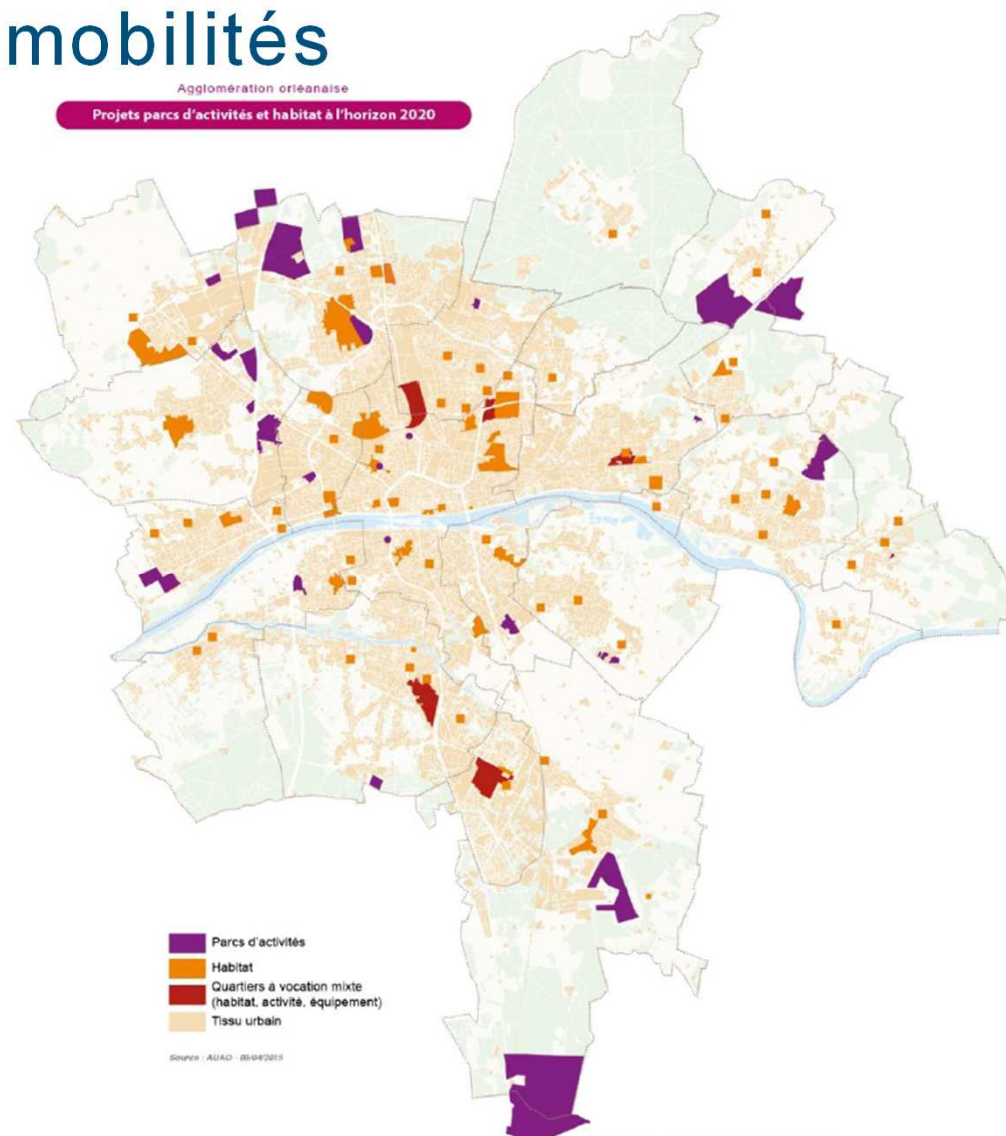 mobilités
Agglomération orléanaise
Projets parcs d'activités et habitat à l'horizon 2020
Parcs d'activités
Habitat
Quartiers à vocation mixte
(habitat, activité, équipement)
Tissu urbain
Source : AUAO - 09/04/2015